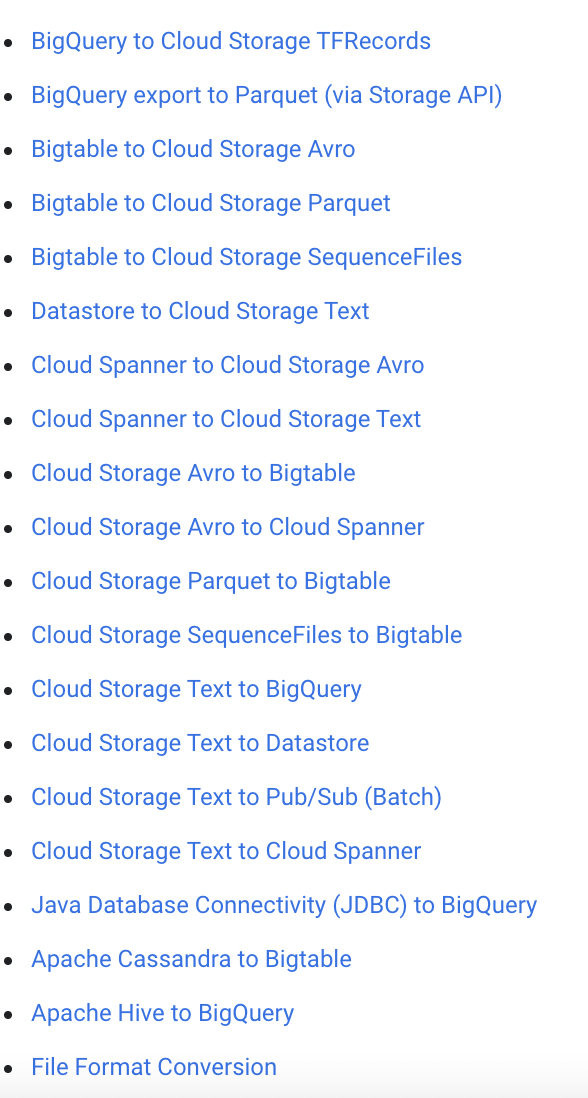 BigQuery to Cloud Storage TFRecords
BigQuery export to Parquet (via Storage API)
Bigtable to Cloud Storage Avro
Bigtable to Cloud Storage Parquet
Bigtable to Cloud Storage SequenceFiles
Datastore to Cloud Storage Text
Cloud Spanner to Cloud Storage Avro
Cloud Spanner to Cloud Storage Text
Cloud Storage Avro to Bigtable
Cloud Storage Avro to Cloud Spanner
Cloud Storage Parquet to Bigtable
Cloud Storage SequenceFiles to Bigtable
Cloud Storage Text to BigQuery
Cloud Storage Text to Datastore
Cloud Storage Text to Pub/Sub (Batch)
Cloud Storage Text to Cloud Spanner
Java Database Connectivity (JDBC) to BigQuery
Apache Cassandra to Bigtable
Apache Hive to BigQuery
File Format Conversion